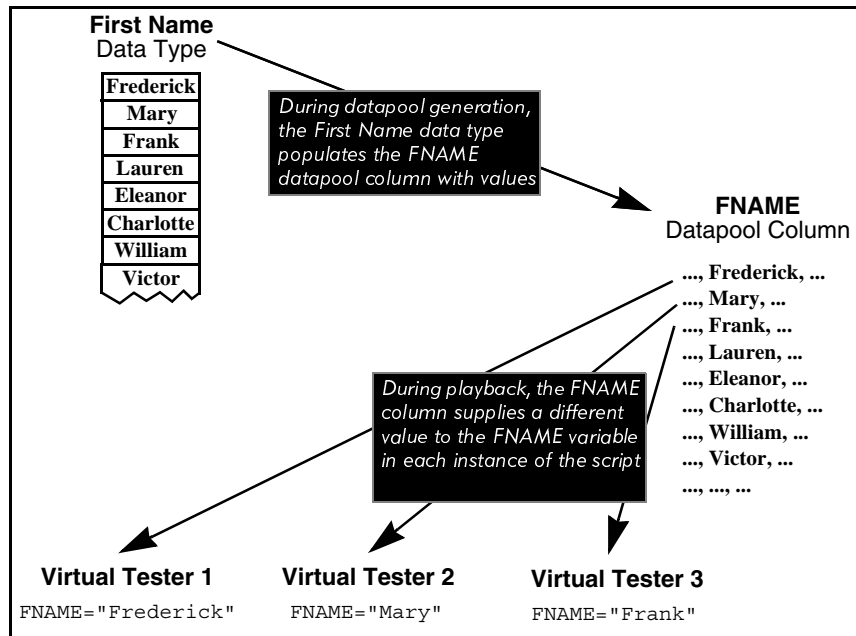 First Name
Data Type
Frederick
Mary
Frank
Lauren
Eleanor
Charlotte
William
Victor
During datapool generation,
the First Name data type
populates the FNAME
datapool column with values
FNAME
Datapool Column
..., Frederick, ...
..., Mary, ...
..., Frank, ...
..., Lauren, ...
..., Eleanor, ...
..., Charlotte, ...
..., William, ...
..., Victor, ...
..., ..., ...
During playback, the FNAME
column supplies a different
value to the FNAME variable
in each instance of the script
Virtual Tester 1
FNAME="Frederick"
Virtual Tester 2
FNAME="Mary"
Virtual Tester 3
FNAME="Frank"